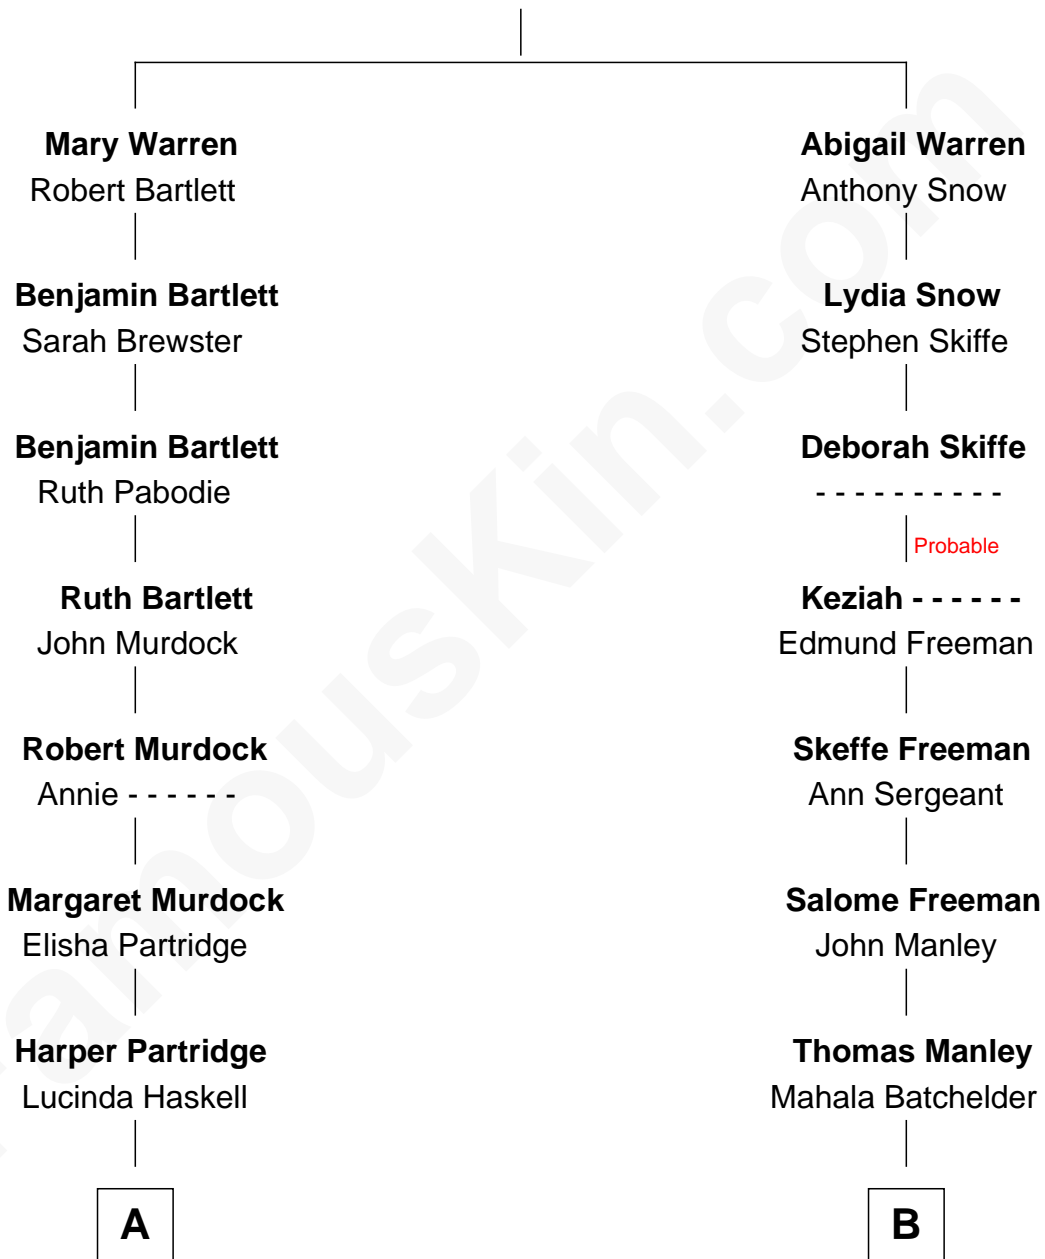 Mary Warren
Robert Bartlett
Benjamin Bartlett
Sarah Brewster
Benjamin Bartlett
Ruth Pabodie
Ruth Bartlett
John Murdock
Robert Murdock
Annie - - - - - -
Margaret Murdock
Elisha Partridge
Harper Partridge
Lucinda Haskell
A
Abigail Warren
Anthony Snow
Lydia Snow
Stephen Skiffe
Deborah Skiffe
- - - - - - - - - -
Probable
Keziah - - - - - -
Edmund Freeman
Skeffe Freeman
Ann Sergeant
Salome Freeman
John Manley
Thomas Manley
Mahala Batchelder
B
FamousKin.com